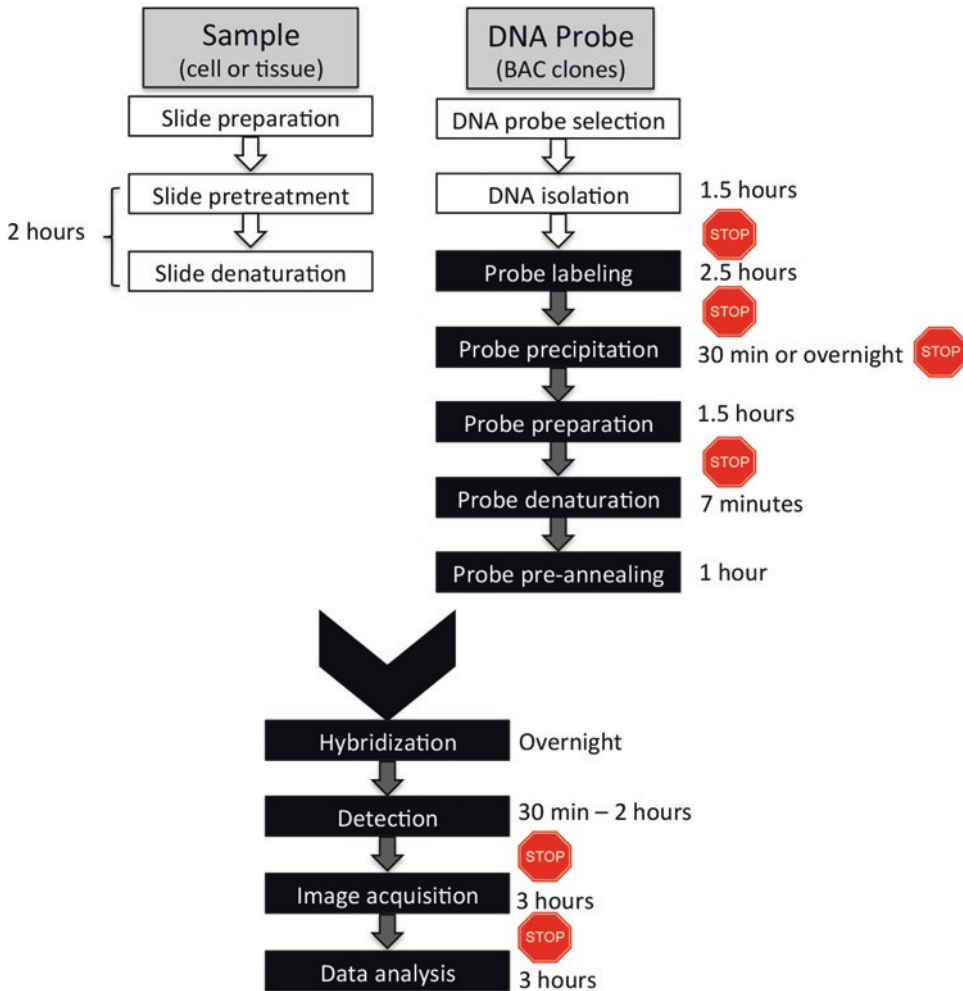 Sample
(cell or tissue)
Slide preparation
Slide pretreatment
2 hours
Slide denaturation
DNA Probe
(BAC clones)
DNA probe selection
DNA isolation
1.5 hours
STOP
Probe labeling
2.5 hours
STOP
Probe precipitation
30 min or overnight
STOP
Probe preparation
1.5 hours
STOP
Probe denaturation
7 minutes
Probe pre-annealing
1 hour
Hybridization
Overnight
Detection
30 min – 2 hours
STOP
Image acquisition
3 hours
STOP
Data analysis
3 hours